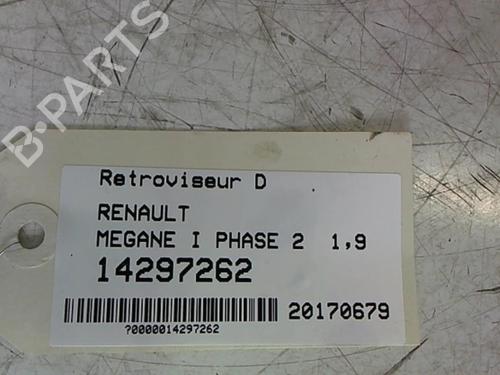 B-PARTS
Retroviseur D
RENAULT
MEGANE I PHASE 2 1,9
14297262
20170679
?0000014297262